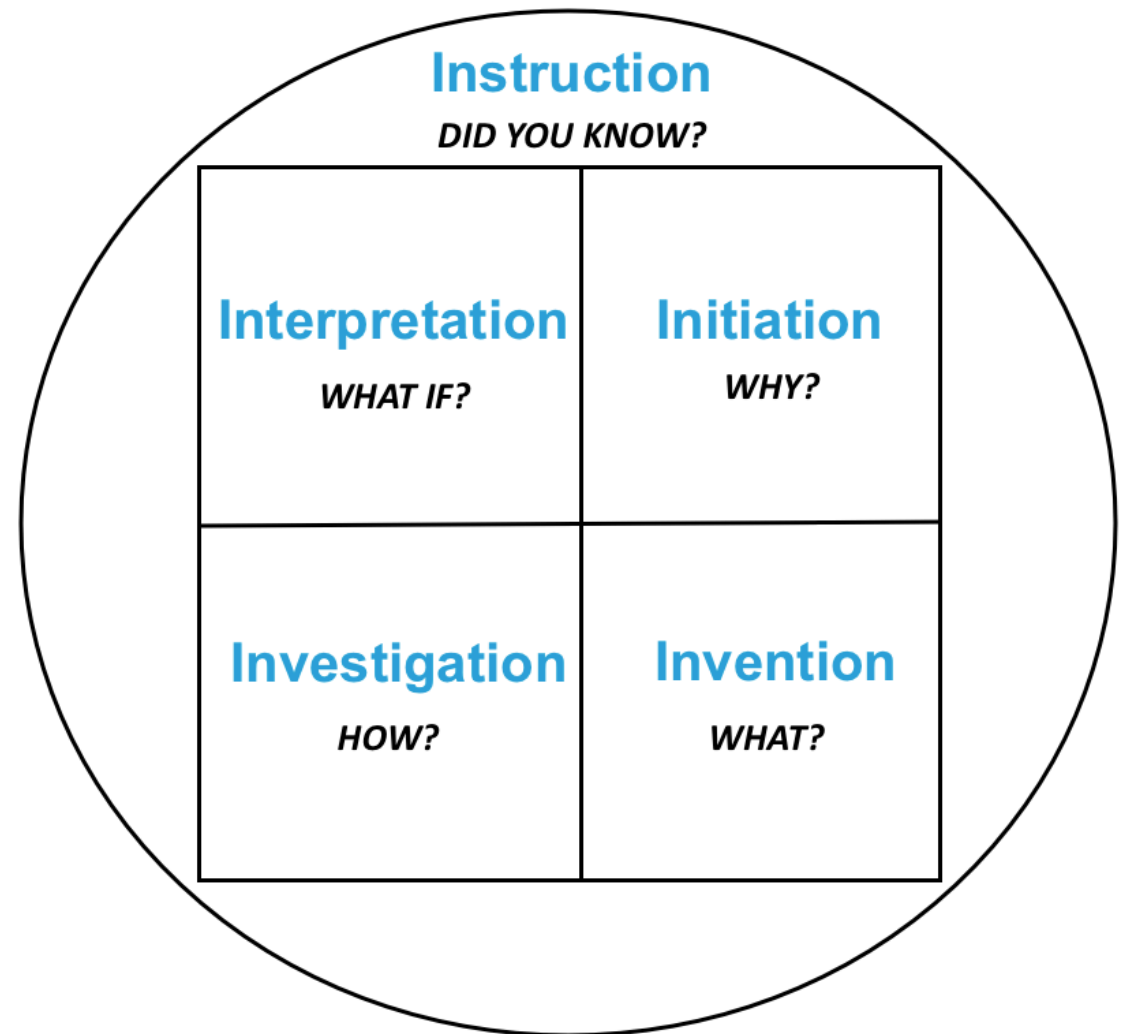 Instruction
DID YOU KNOW?
Interpretation
WHAT IF?
Initiation
WHY?
Investigation
HOW?
Invention
WHAT?